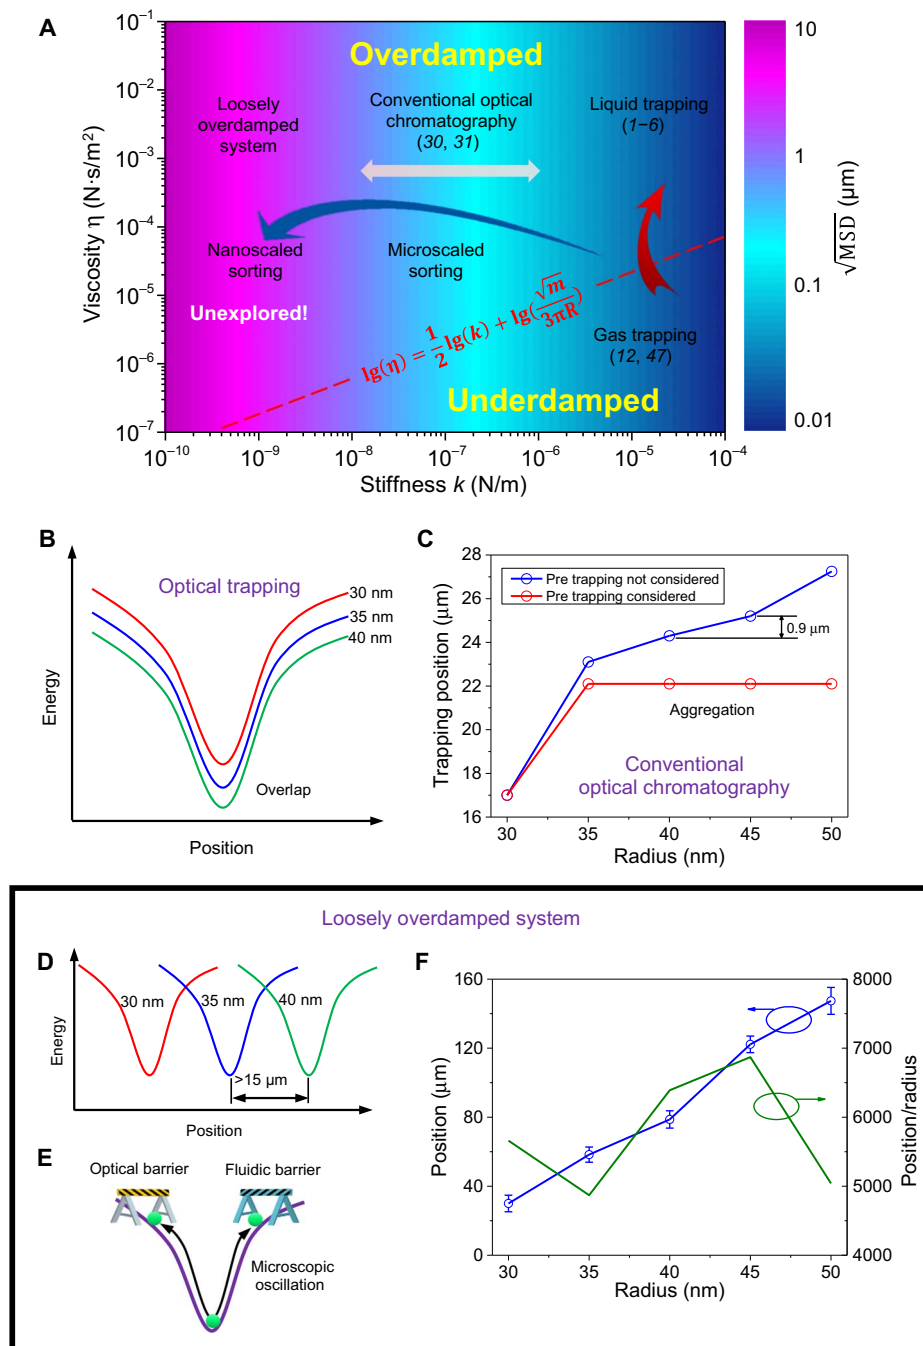 A
Overdamped
Loosely
overdamped
system
Conventional optical
chromatography
(30, 31)
Liquid trapping
(1−6)
Nanoscaled
sorting
Microscaled sorting
Unexplored!
lg(η) = 1/2 lg(k) + lg(√m/3πR)
Gas trapping
(12, 47)
Underdamped
Viscosity η (N·s/m²)
10⁻¹
10⁻²
10⁻³
10⁻⁴
10⁻⁵
10⁻⁶
10⁻⁷
10⁻¹⁰ 10⁻⁹ 10⁻⁸ 10⁻⁷ 10⁻⁶ 10⁻⁵ 10⁻⁴
Stiffness k (N/m)
10
1
0.1
0.01
√MSD (μm)
B
Optical trapping
30 nm
35 nm
40 nm
Overlap
Energy
Position
C
Pre trapping not considered
Pre trapping considered
0.9 μm
Aggregation
Conventional
optical chromatography
Trapping position (μm)
28
26
24
22
20
18
16
30 35 40 45 50
Radius (nm)
Loosely overdamped system
D
30 nm
35 nm
40 nm
>15 μm
Energy
Position
E
Optical barrier
Fluidic barrier
Microscopic
oscillation
F
Position (μm)
160
120
80
40
0
8000
7000
6000
5000
4000
Position/radius
30 35 40 45 50
Radius (nm)